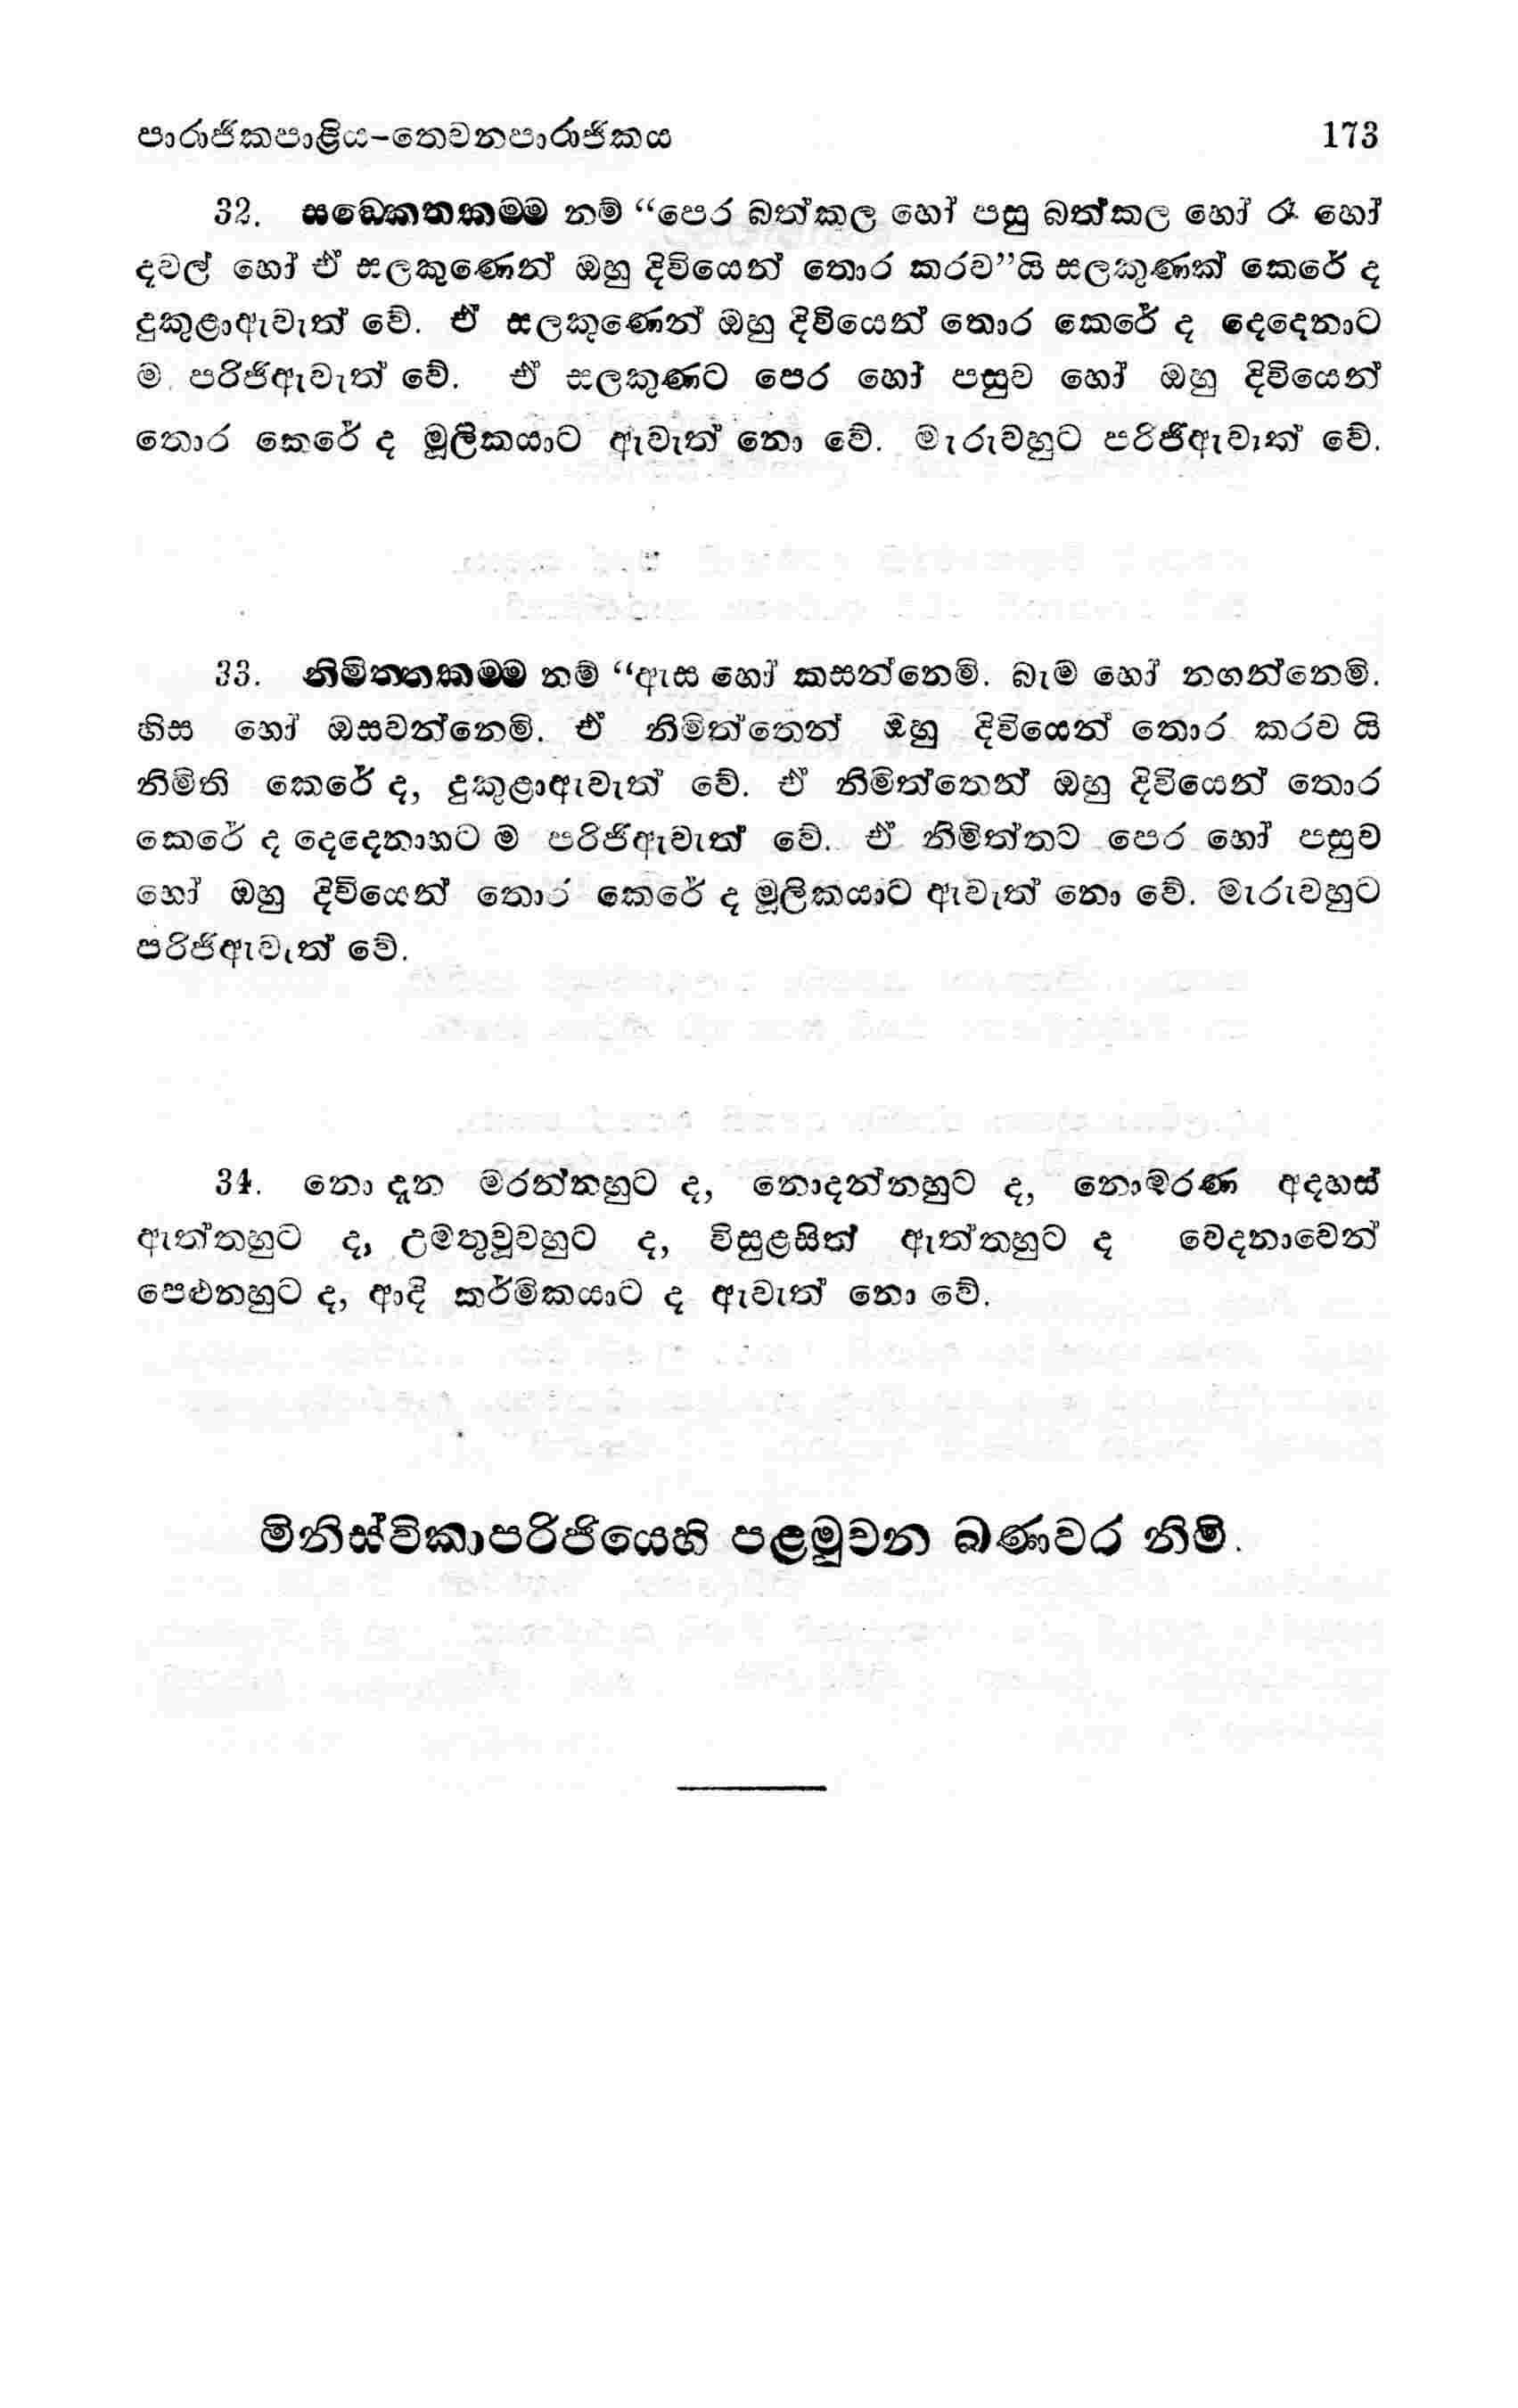 පාරාජිකපාළිය-තෙවනපාරාජිකය 173
32. සඞ්කෙතකම්ම නම් “පෙර බත්කල හෝ පසු බත්කල හෝ රෑ හෝ
දවල් හෝ ඒ සලකුණෙන් ඔහු දිවියෙන් තොර කරව”යි සලකුණක් කෙරේ ද
දුකුළාඇවැත් වේ. ඒ සලකුණෙන් ඔහු දිවියෙන් තොර කෙරේ ද දෙදෙනාට
ම පරිජිඇවැත් වේ. ඒ සලකුණට පෙර හෝ පසුව හෝ ඔහු දිවියෙන්
තොර කෙරේ ද මූලිකයාට ඇවැත් නො වේ. මැරුවහුට පරිජිඇවැත් වේ.
33. නිමිත්තකම්ම නම් “ඇස හෝ කසන්නෙමි. බැම හෝ නගන්නෙමි.
හිස හෝ ඔසවන්නෙමි. ඒ නිමිත්තෙන් ඔහු දිවියෙන් තොර කරව යි
නිමිති කෙරේ ද, දුකුළාඇවැත් වේ. ඒ නිමිත්තෙන් ඔහු දිවියෙන් තොර
කෙරේ ද දෙදෙනාහට ම පරිජිඇවැත් වේ. ඒ නිමිත්තට පෙර හෝ පසුව
හෝ ඔහු දිවියෙන් තොර කෙරේ ද මූලිකයාට ඇවැත් නො වේ. මැරුවහුට
පරිජිඇවැත් වේ.
34. නො දැන මරන්නහුට ද, නොදන්නහුට ද, නොමරණ අදහස්
ඇත්තහුට ද, උමතුවූවහුට ද, විසුළසිත් ඇත්තහුට ද වෙදනාවෙන්
පෙළුනහුට ද, ආදි කර්මිකයාට ද ඇවැත් නො වේ.
මිනිස්විකාපරිජියෙහි පළමුවන බණවර නිමි.